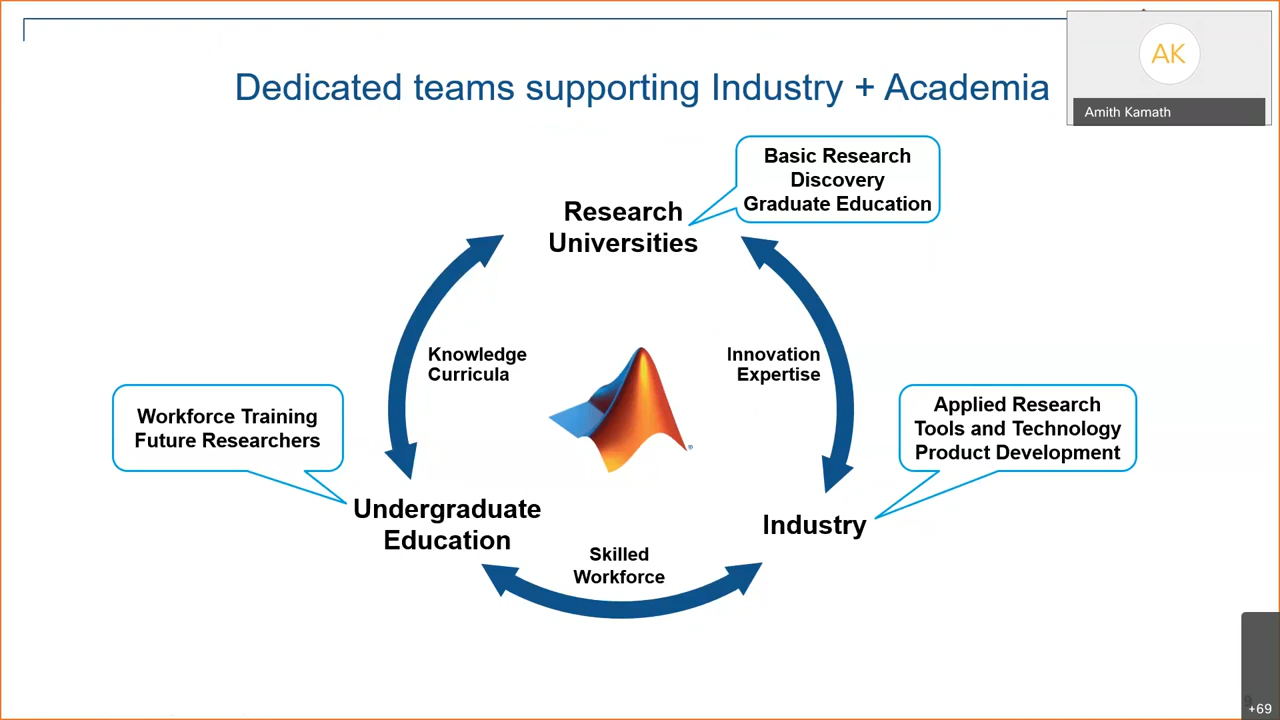 Dedicated teams supporting Industry + Academia
AK
Amith Kamath
Basic Research
Discovery
Graduate Education
Research
Universities
Knowledge
Curricula
Innovation
Expertise
Workforce Training
Future Researchers
Applied Research
Tools and Technology
Product Development
Undergraduate
Education
Industry
Skilled
Workforce
9
+69